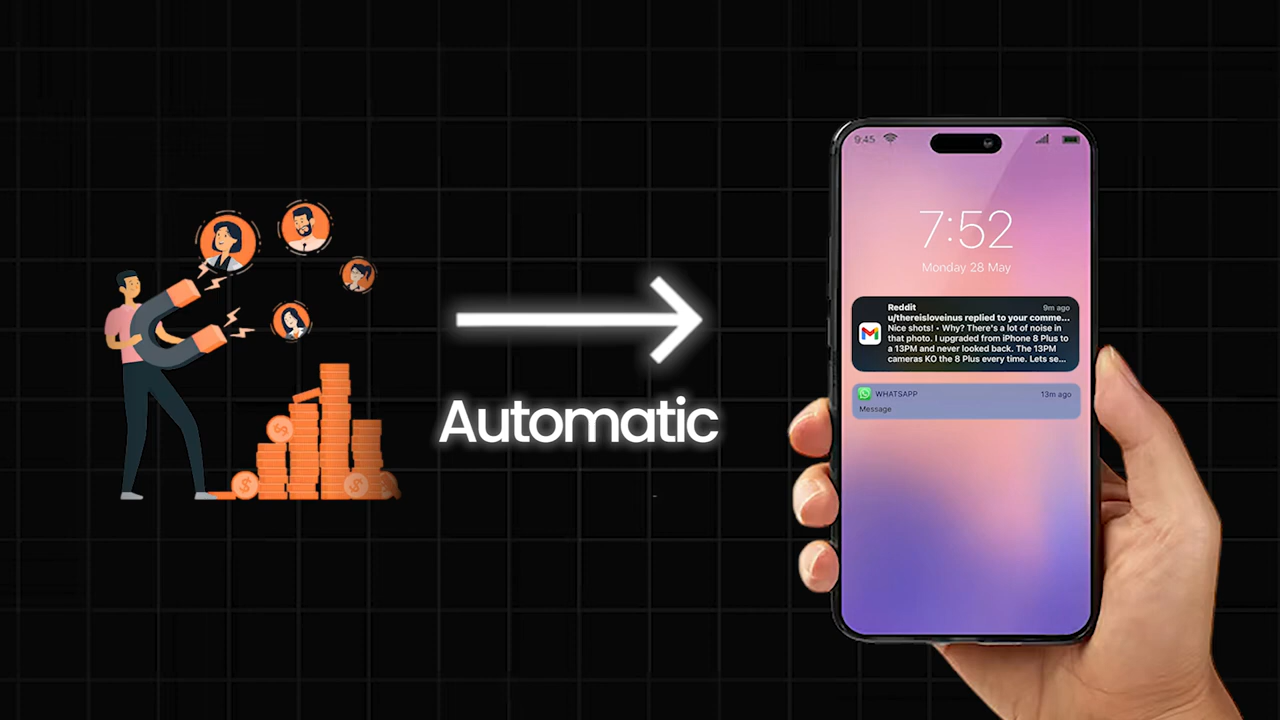 Automatic
9:45
7:52
Monday 28 May
Reddit 9m ago
u/thereisloveinus replied to your comme...
Nice shots! • Why? There's a lot of noise in
that photo. I upgraded from iPhone 8 Plus to
a 13PM and never looked back. The 13PM
cameras KO the 8 Plus every time. Lets se...
WHATSAPP 13m ago
Message
$
$
$